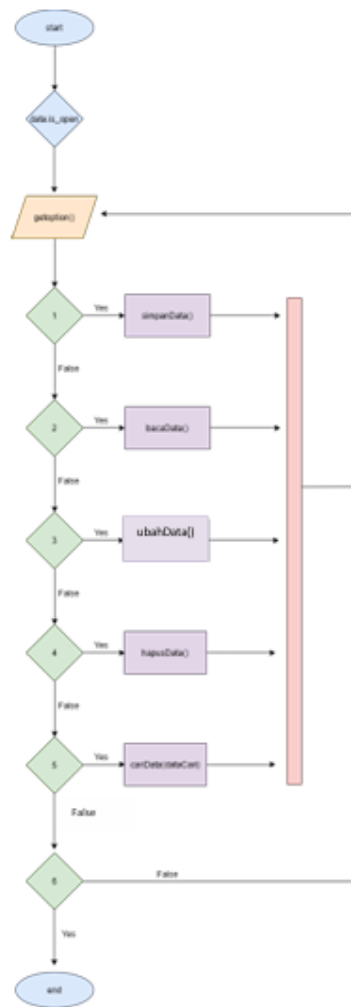 start
data.is_open
getoption()
1
Yes
simpanData()
False
2
Yes
bacaData()
False
3
Yes
ubahData()
False
4
Yes
hapusData()
False
5
Yes
cariData(dataCari)
False
6
False
Yes
end